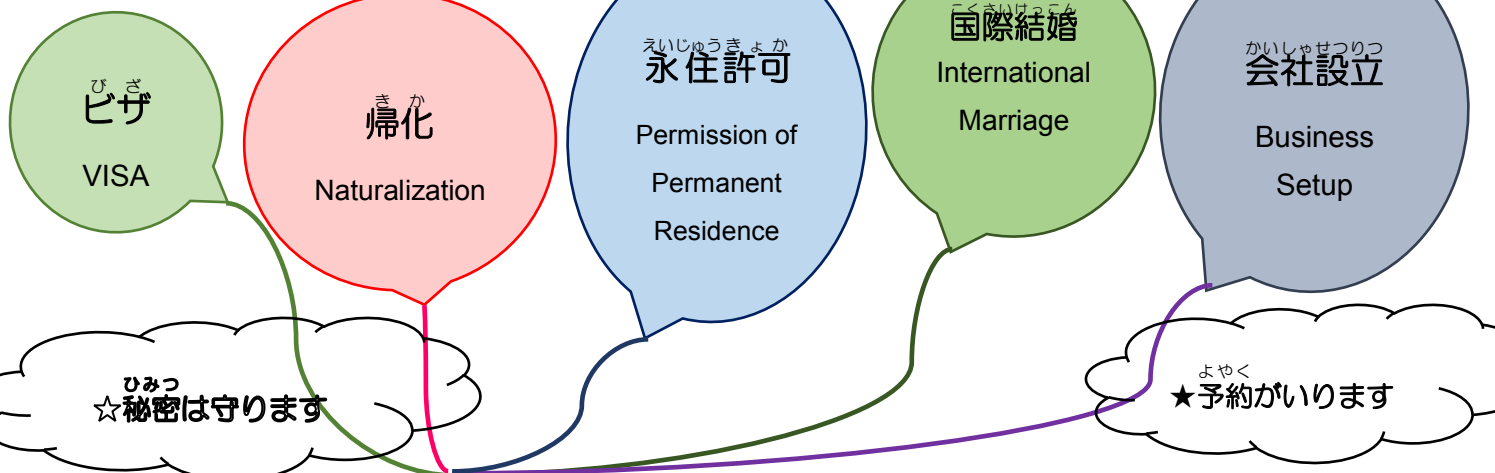 びざ
ビザ
VISA
きか
帰化
Naturalization
えいじゅうきょか
永住許可
Permission of
Permanent
Residence
こくさいけっこん
国際結婚
International
Marriage
かいしゃせつりつ
会社設立
Business
Setup
ひみつ
☆秘密は守ります
よやく
★予約がいります